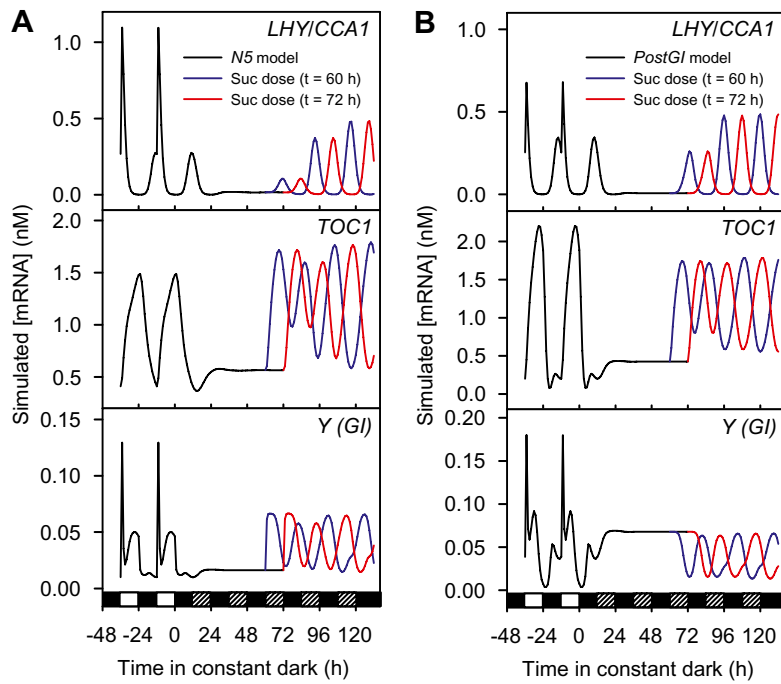 A
LHY/CCA1
N5 model
Suc dose (t = 60 h)
Suc dose (t = 72 h)
1.0
0.5
0.0
TOC1
2.0
1.5
1.0
0.5
Y (GI)
0.15
0.10
0.05
0.00
Simulated [mRNA] (nM)
-48 -24 0 24 48 72 96 120
Time in constant dark (h)
B
LHY/CCA1
PostGI model
Suc dose (t = 60 h)
Suc dose (t = 72 h)
1.0
0.5
0.0
TOC1
2.0
1.5
1.0
0.5
0.0
Y (GI)
0.20
0.15
0.10
0.05
0.00
Simulated [mRNA] (nM)
-48 -24 0 24 48 72 96 120
Time in constant dark (h)